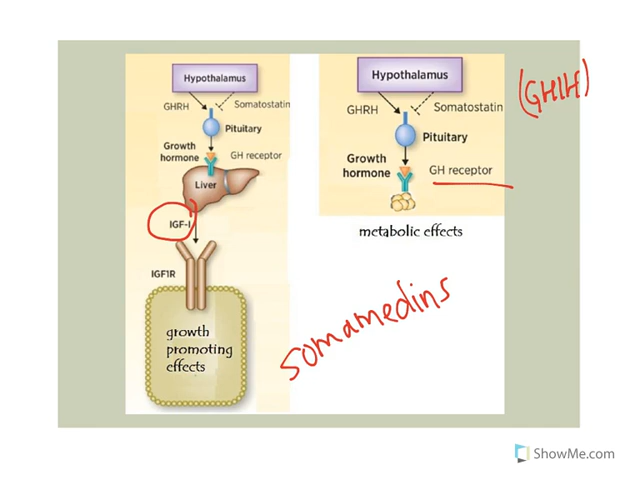 Hypothalamus
GHRH
Somatostatin
Pituitary
Growth
hormone
GH receptor
Liver
IGF-I
IGF1R
growth
promoting
effects
Hypothalamus
GHRH
Somatostatin
Pituitary
Growth
hormone
GH receptor
metabolic effects
(GHIH)
Somamedins
ShowMe.com